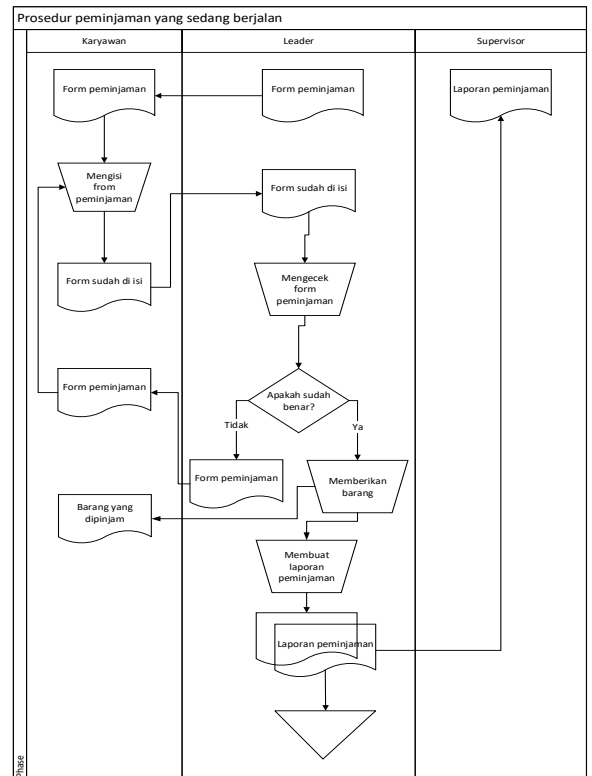 Prosedur peminjaman yang sedang berjalan
Karyawan
Leader
Supervisor
Form peminjaman
Form peminjaman
Laporan peminjaman
Mengisi
from
peminjaman
Form sudah di isi
Form sudah di isi
Mengecek
form
peminjaman
Form peminjaman
Apakah sudah
benar?
Tidak
Ya
Form peminjaman
Memberikan
barang
Barang yang
dipinjam
Membuat
laporan
peminjaman
Laporan peminjaman
Phase